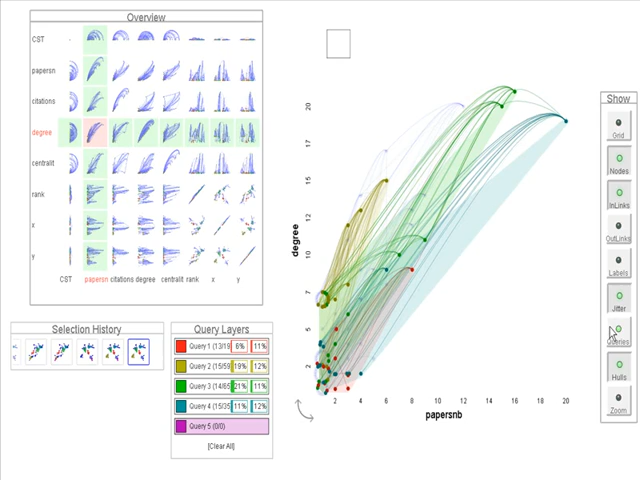 Overview
CST
papersn
citations
degree
centralit
rank
x
y
CST papersn citations degree centralit rank x y
Selection History
Query Layers
Query 1 (13/19 6% 11%
Query 2 (15/59 19% 12%
Query 3 (14/65 21% 11%
Query 4 (15/35 11% 12%
Query 5 (0/0)
[Clear All]
degree
20
17
15
12
10
7
5
2
2 4 6 8 10 12 14 16 18 20
papersnb
Show
Grid
Nodes
InLinks
OutLinks
Labels
Jitter
Queries
Hulls
Zoom